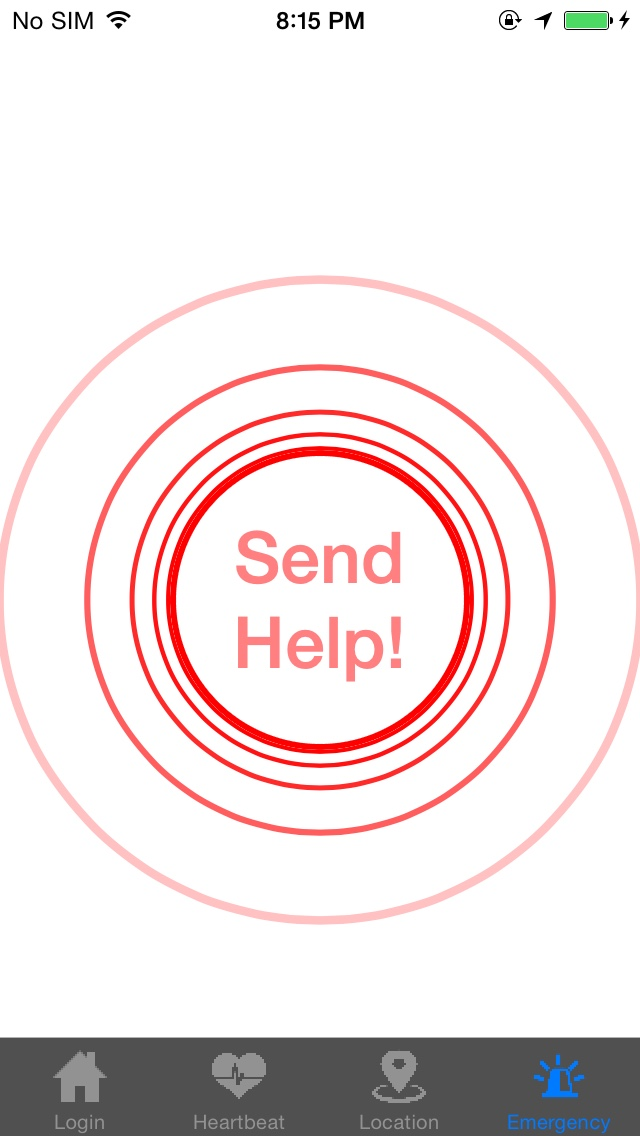 No SIM 8:15 PM
Send
Help!
Login Heartbeat Location Emergency